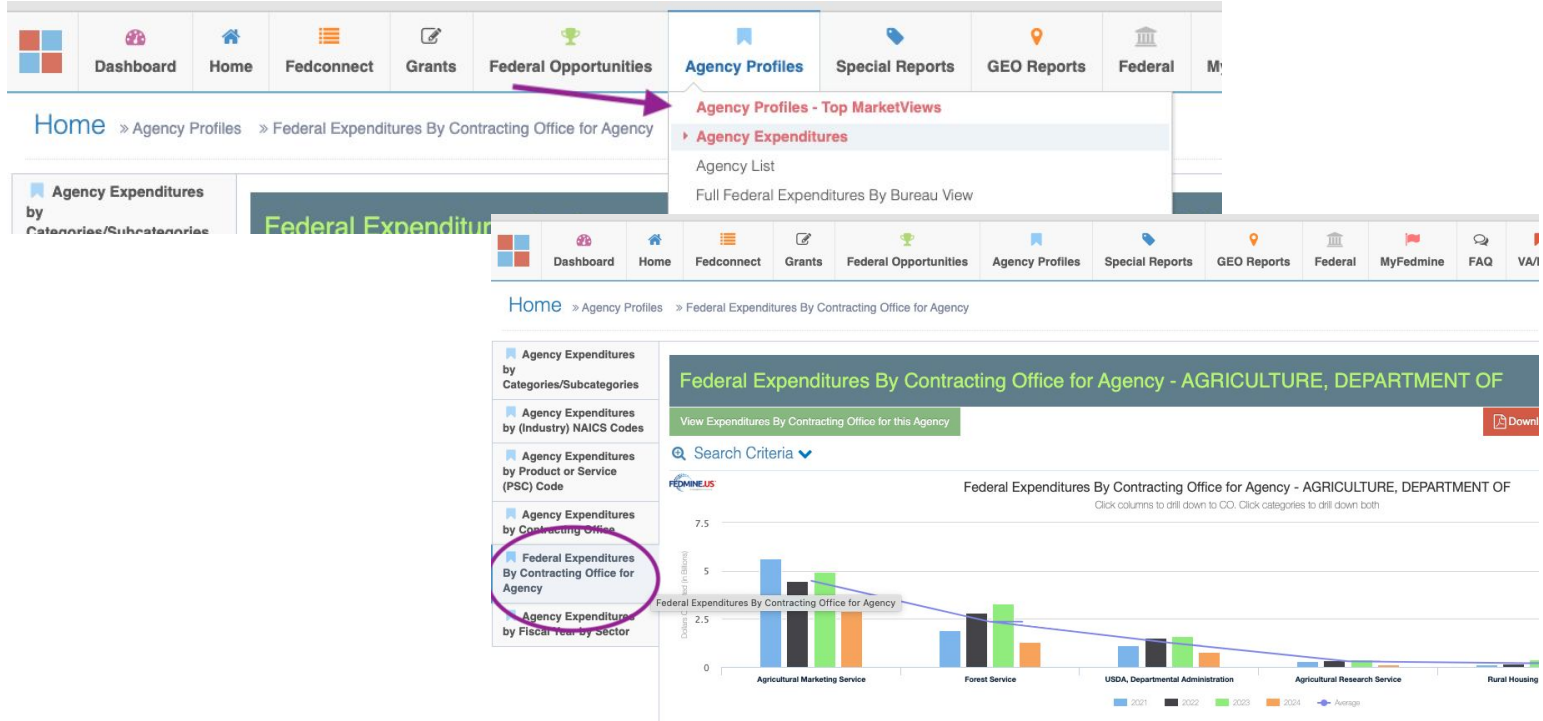 Dashboard
Home
Fedconnect
Grants
Federal Opportunities
Agency Profiles
Special Reports
GEO Reports
Federal
Agency Profiles - Top MarketViews
Agency Expenditures
Agency List
Full Federal Expenditures By Bureau View
Home » Agency Profiles » Federal Expenditures By Contracting Office for Agency
Agency Expenditures
by
Categories/Subcategories
Federal Expenditur
Dashboard
Home
Fedconnect
Grants
Federal Opportunities
Agency Profiles
Special Reports
GEO Reports
Federal
MyFedmine
FAQ
VA/
Home » Agency Profiles » Federal Expenditures By Contracting Office for Agency
Agency Expenditures
by
Categories/Subcategories
Agency Expenditures
by (Industry) NAICS Codes
Agency Expenditures
by Product or Service
(PSC) Code
Agency Expenditures
by Contracting Office
Federal Expenditures
By Contracting Office for
Agency
Agency Expenditures
by Fiscal Year by Sector
Federal Expenditures By Contracting Office for Agency - AGRICULTURE, DEPARTMENT OF
View Expenditures By Contracting Office for this Agency
Downl
Search Criteria
FEDMINE.US
Federal Expenditures By Contracting Office for Agency - AGRICULTURE, DEPARTMENT OF
Click columns to drill down to CO. Click categories to drill down both
7.5
5
2.5
0
(in Billions)
Federal Expenditures By Contracting Office for Agency
Agricultural Marketing Service
Forest Service
USDA, Departmental Administration
Agricultural Research Service
Rural Housing
2021
2022
2023
2024
Average